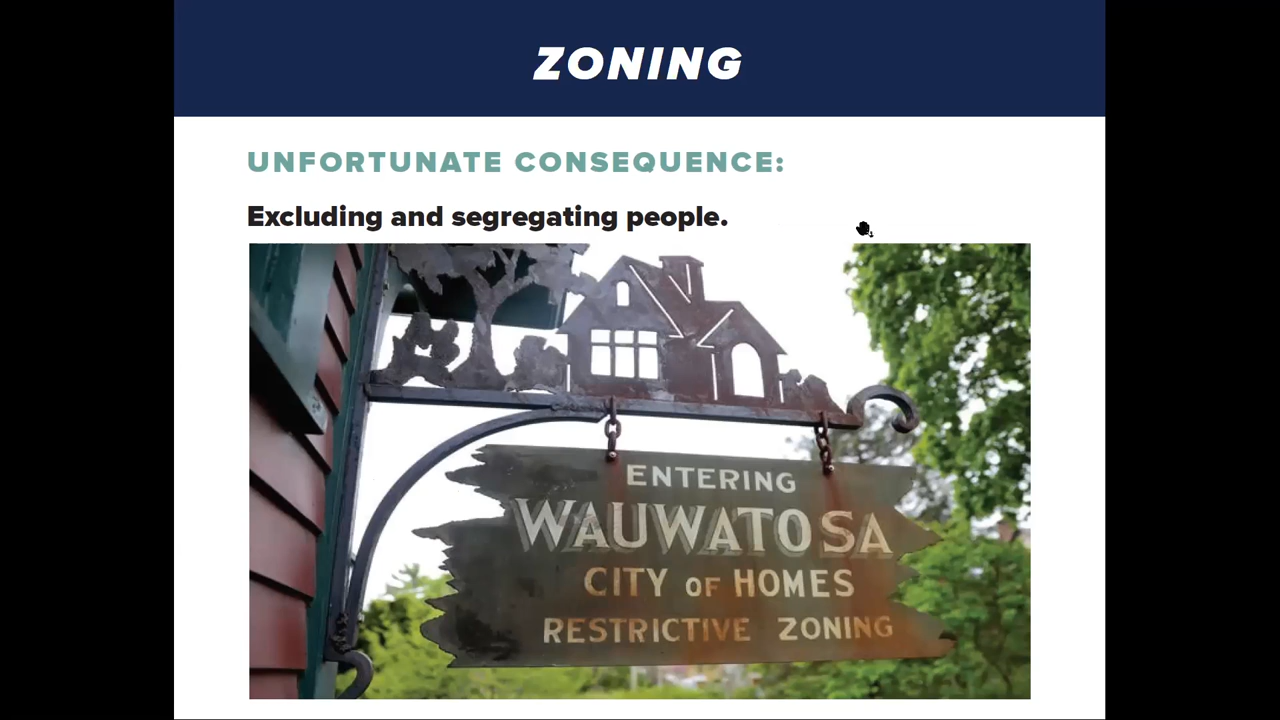 ZONING
UNFORTUNATE CONSEQUENCE:
Excluding and segregating people.
ENTERING
WAUWATOSA
CITY OF HOMES
RESTRICTIVE ZONING